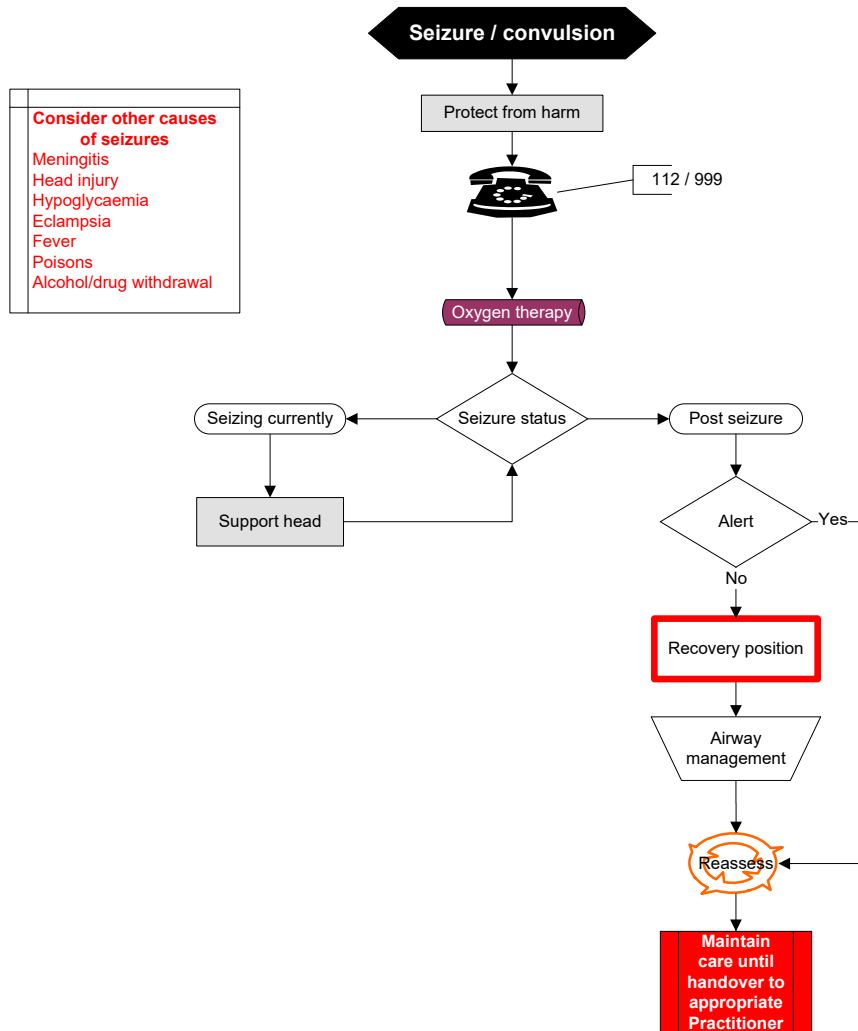 Seizure / convulsion
Protect from harm
112 / 999
Consider other causes
of seizures
Meningitis
Head injury
Hypoglycaemia
Eclampsia
Fever
Poisons
Alcohol/drug withdrawal
Oxygen therapy
Seizing currently
Seizure status
Post seizure
Support head
Alert
Yes
No
Recovery position
Airway
management
Reassess
Maintain
care until
handover to
appropriate
Practitioner